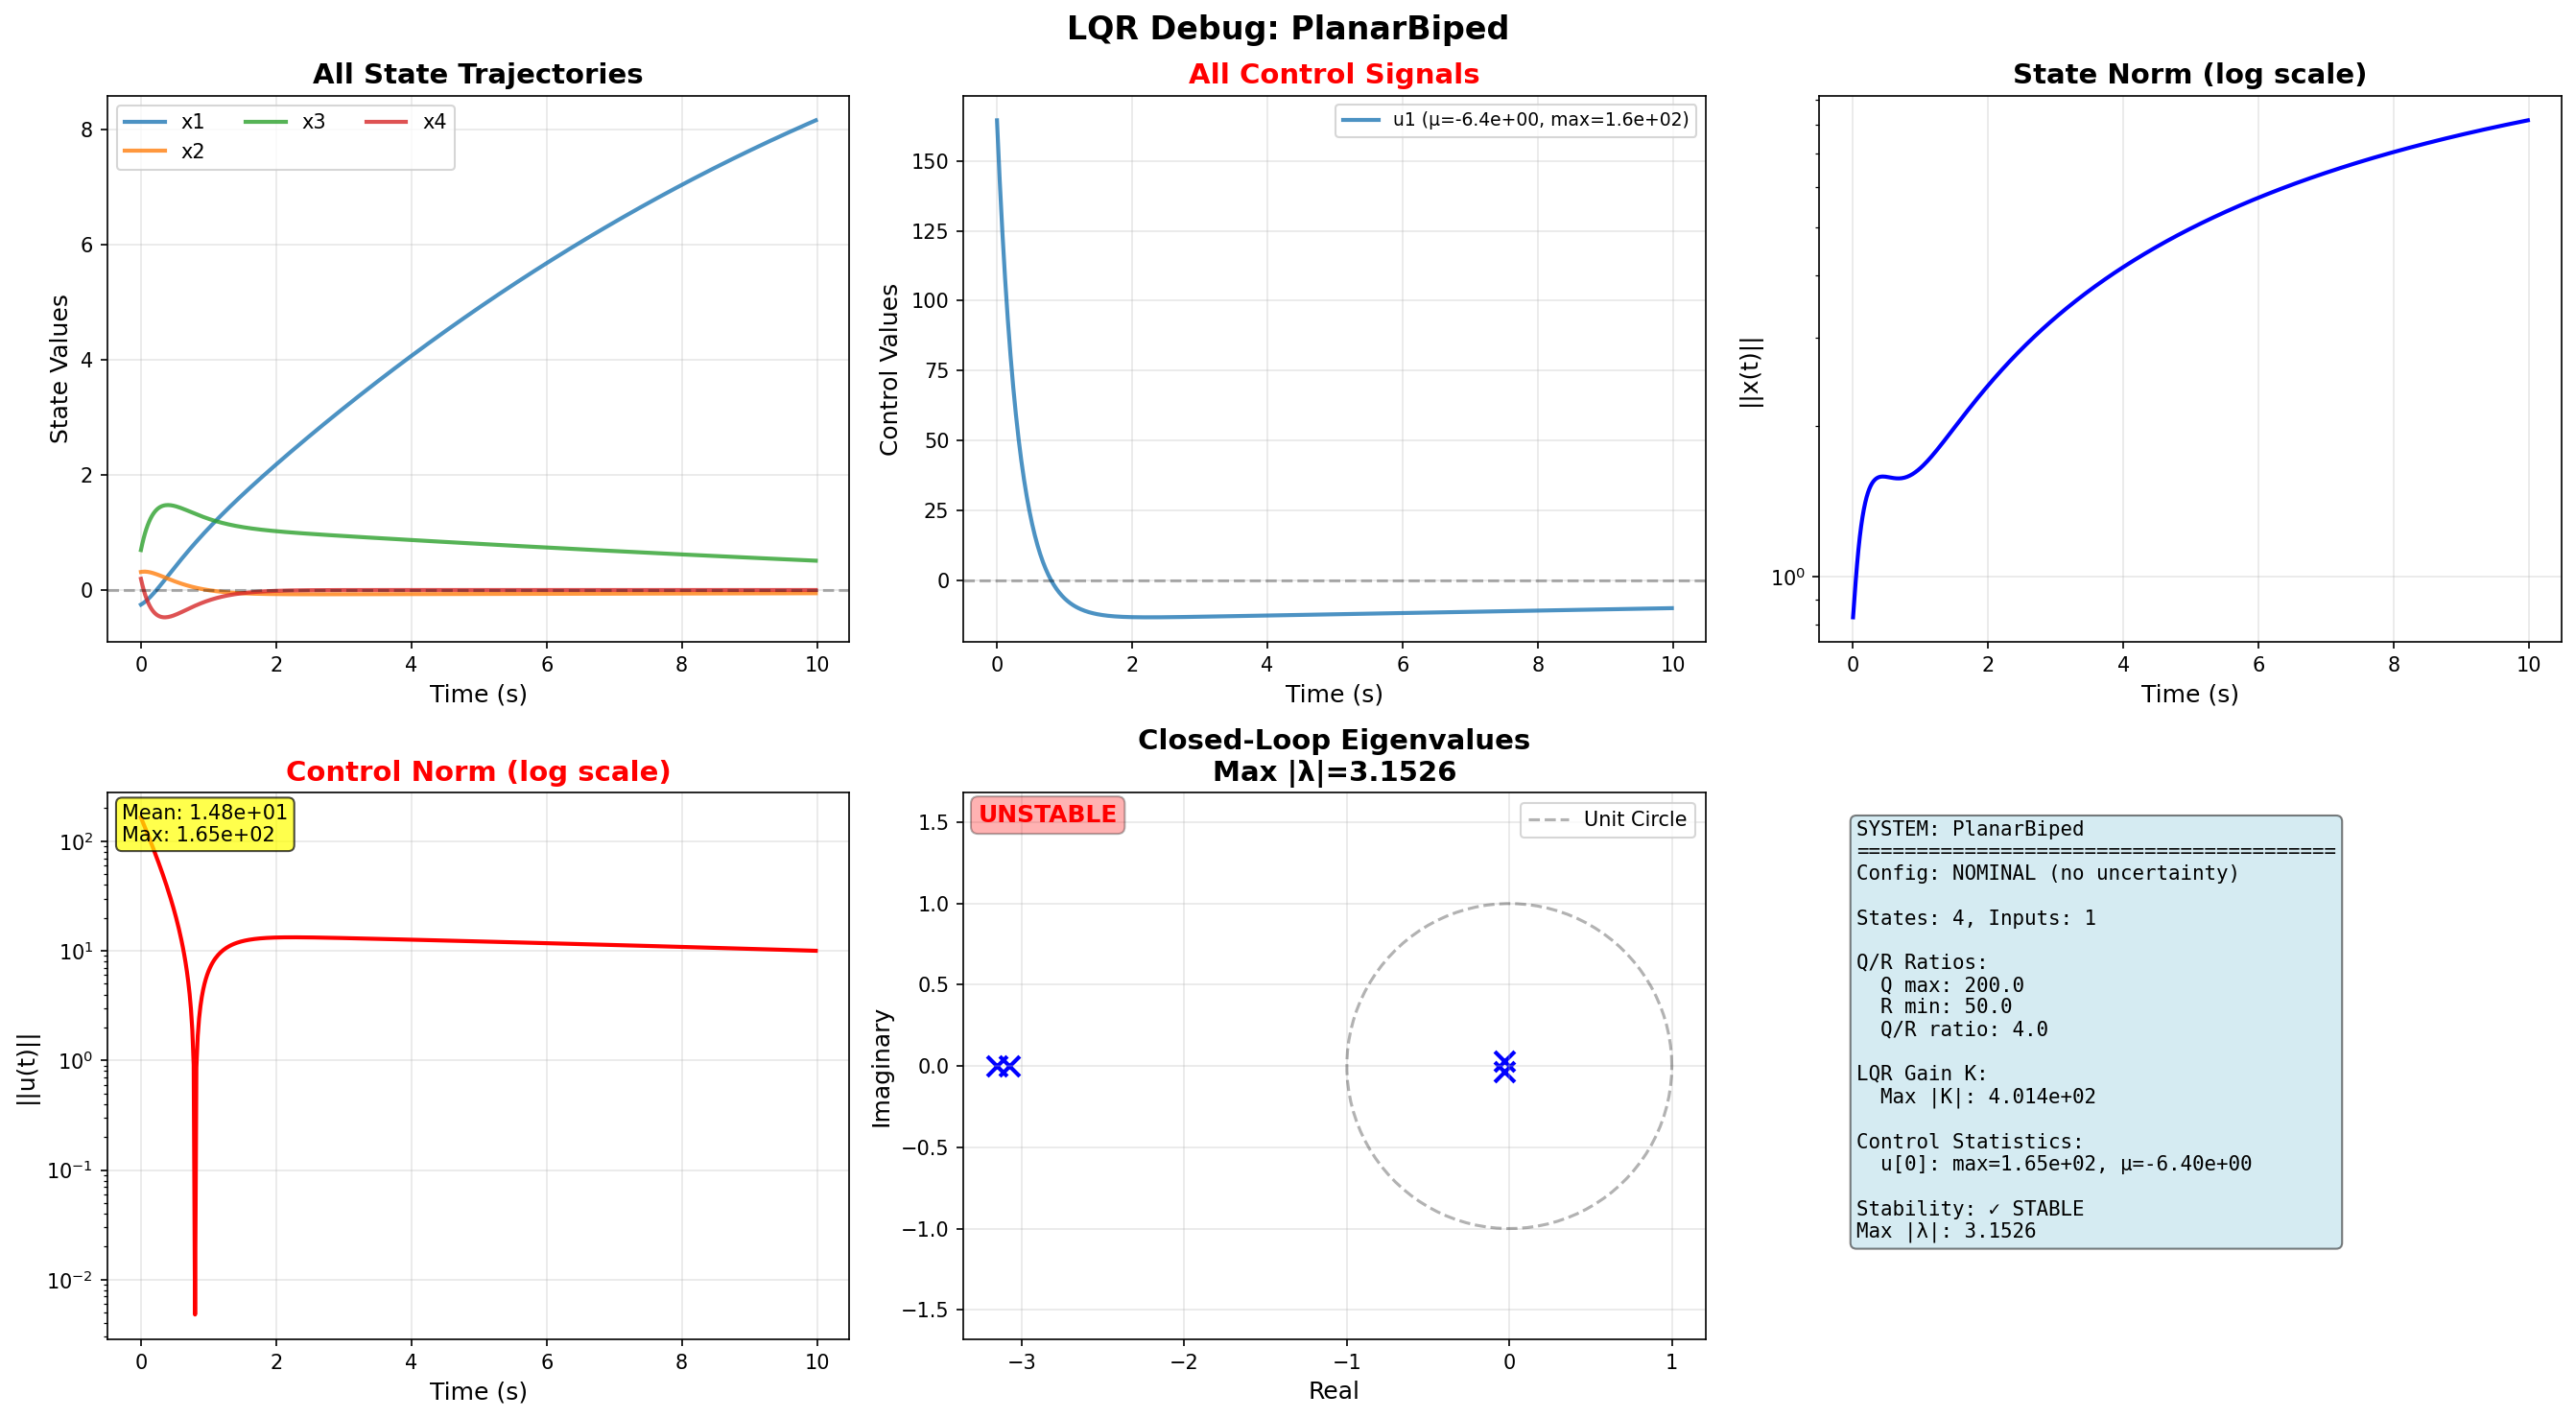 LQR Debug: PlanarBiped
All State Trajectories
x1
x2
x3
x4
State Values
8
6
4
2
0
0
2
4
6
8
10
Time (s)
All Control Signals
u1 (μ=-6.4e+00, max=1.6e+02)
Control Values
150
125
100
75
50
25
0
0
2
4
6
8
10
Time (s)
State Norm (log scale)
||x(t)||
10⁰
0
2
4
6
8
10
Time (s)
Control Norm (log scale)
Mean: 1.48e+01
Max: 1.65e+02
||u(t)||
10²
10¹
10⁰
10⁻¹
10⁻²
0
2
4
6
8
10
Time (s)
Closed-Loop Eigenvalues
Max |λ|=3.1526
UNSTABLE
Unit Circle
Imaginary
1.5
1.0
0.5
0.0
−0.5
−1.0
−1.5
−3
−2
−1
0
1
Real
SYSTEM: PlanarBiped
========================================
Config: NOMINAL (no uncertainty)
States: 4, Inputs: 1
Q/R Ratios:
Q max: 200.0
R min: 50.0
Q/R ratio: 4.0
LQR Gain K:
Max |K|: 4.014e+02
Control Statistics:
u[0]: max=1.65e+02, μ=-6.40e+00
Stability: ✓ STABLE
Max |λ|: 3.1526